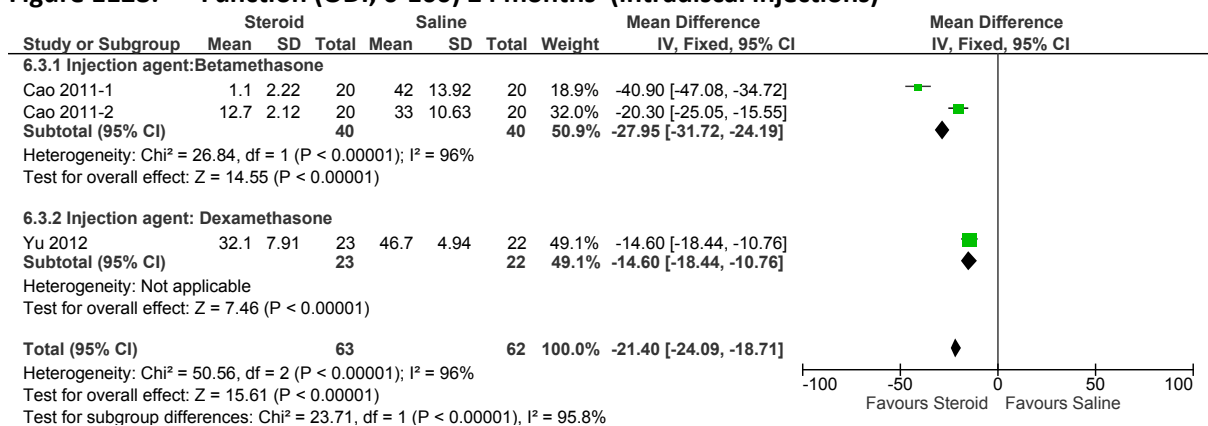 Steroid Saline Mean Difference Mean Difference
Study or Subgroup Mean SD Total Mean SD Total Weight IV, Fixed, 95% CI IV, Fixed, 95% CI
6.3.1 Injection agent:Betamethasone
Cao 2011-1 1.1 2.22 20 42 13.92 20 18.9% -40.90 [-47.08, -34.72]
Cao 2011-2 12.7 2.12 20 33 10.63 20 32.0% -20.30 [-25.05, -15.55]
Subtotal (95% CI) 40 40 50.9% -27.95 [-31.72, -24.19]
Heterogeneity: Chi² = 26.84, df = 1 (P < 0.00001); I² = 96%
Test for overall effect: Z = 14.55 (P < 0.00001)
6.3.2 Injection agent: Dexamethasone
Yu 2012 32.1 7.91 23 46.7 4.94 22 49.1% -14.60 [-18.44, -10.76]
Subtotal (95% CI) 23 22 49.1% -14.60 [-18.44, -10.76]
Heterogeneity: Not applicable
Test for overall effect: Z = 7.46 (P < 0.00001)
Total (95% CI) 63 62 100.0% -21.40 [-24.09, -18.71]
Heterogeneity: Chi² = 50.56, df = 2 (P < 0.00001); I² = 96%
Test for overall effect: Z = 15.61 (P < 0.00001)
Test for subgroup differences: Chi² = 23.71, df = 1 (P < 0.00001), I² = 95.8%
-100 -50 0 50 100
Favours Steroid Favours Saline